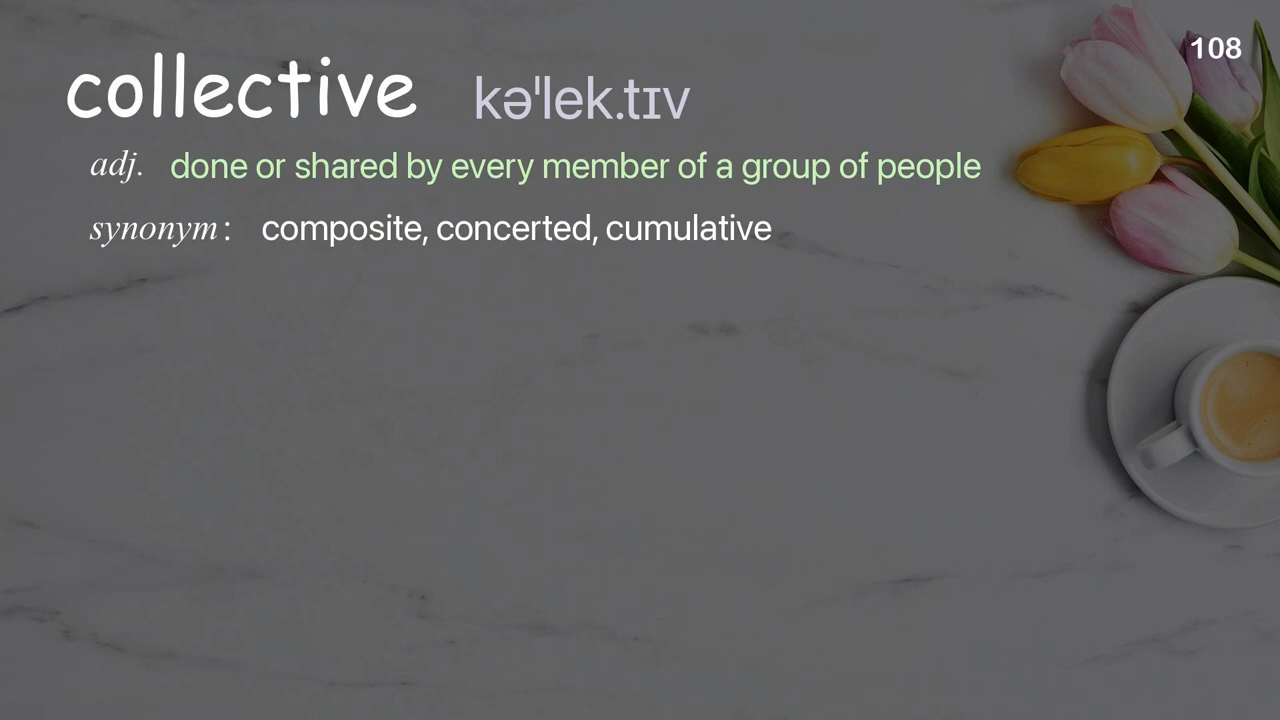 108
collective kəˈlek.tɪv
adj. done or shared by every member of a group of people
synonym: composite, concerted, cumulative